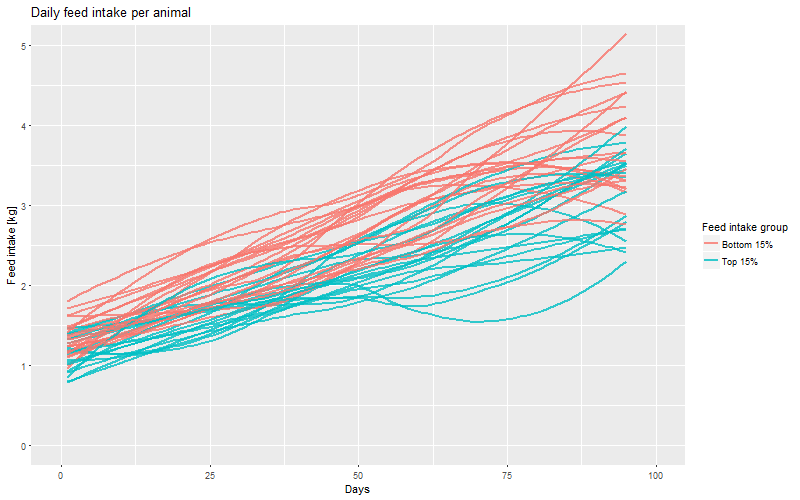 Daily feed intake per animal
5
4
3
2
1
0
Feed intake [kg]
0 25 50 75 100
Days
Feed intake group
Bottom 15%
Top 15%